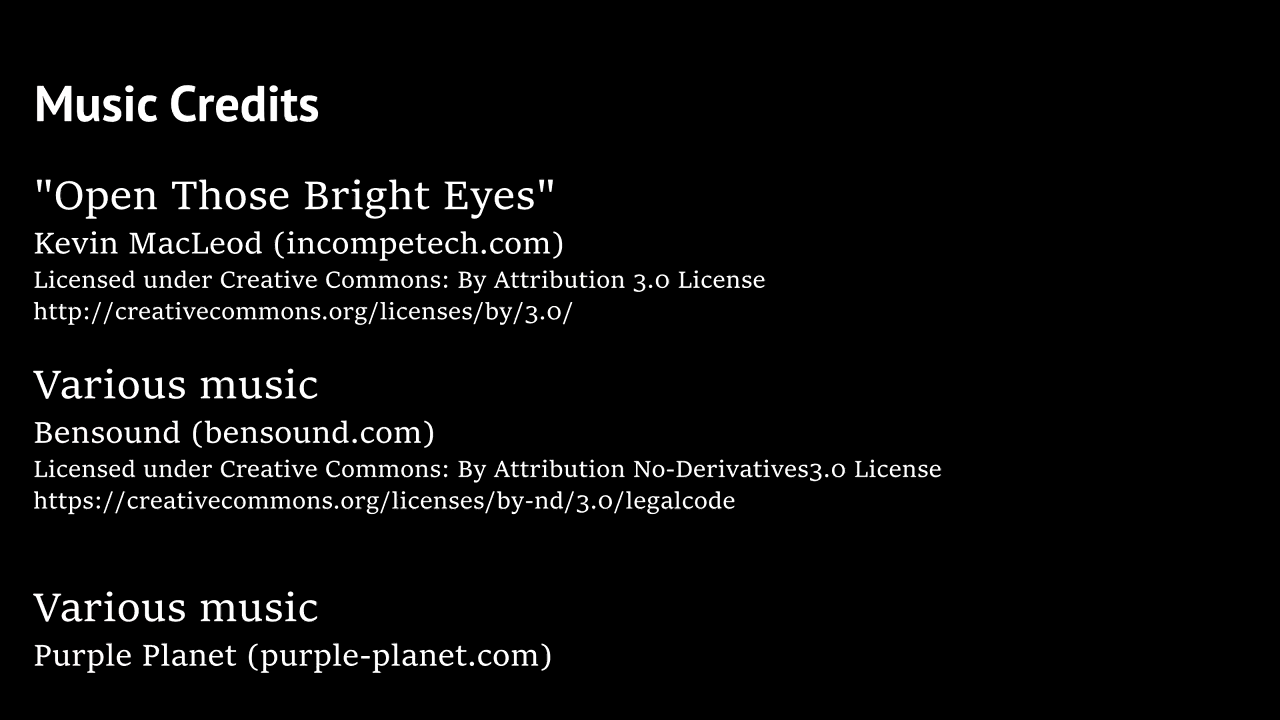 Music Credits
"Open Those Bright Eyes"
Kevin MacLeod (incompetech.com)
Licensed under Creative Commons: By Attribution 3.0 License
http://creativecommons.org/licenses/by/3.0/
Various music
Bensound (bensound.com)
Licensed under Creative Commons: By Attribution No-Derivatives3.0 License
https://creativecommons.org/licenses/by-nd/3.0/legalcode
Various music
Purple Planet (purple-planet.com)